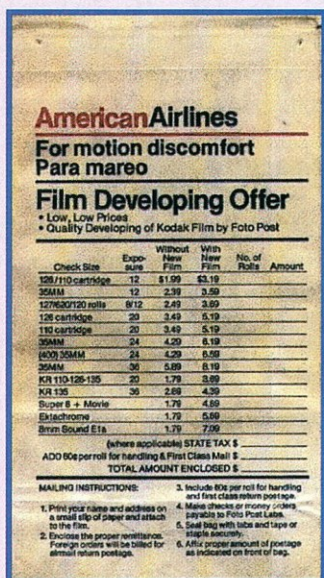 AmericanAirlines
For motion discomfort
Para mareo
Film Developing Offer
• Low, Low Prices
• Quality Developing of Kodak Film by Foto Post
Check Size Expo-sure Without New Film With New Film No. of Rolls Amount
126/110 cartridge 12 $1.99 $3.19
35MM 12 2.39 3.59
127/620/120 rolls 8/12 2.49 3.69
126 cartridge 20 3.49 5.19
110 cartridge 20 3.49 5.19
35MM 24 4.29 6.19
(400) 35MM 24 4.29 6.59
35MM 36 5.89 8.19
KR 110-126-135 20 1.79 3.69
KR 135 36 2.69 4.39
Super 8 + Movie 1.79 4.89
Ektachrome 1.79 5.59
8mm Sound E1a 1.79 7.09
(where applicable) STATE TAX $
ADD 60¢ per roll for handling & First Class Mail $
TOTAL AMOUNT ENCLOSED $
MAILING INSTRUCTIONS:
1. Print your name and address on
a small slip of paper and attach
to the film.
2. Enclose the proper remittance.
Foreign orders will be billed for
airmail return postage.
3. Include 60¢ per roll for handling
and first class return postage.
4. Make checks or money orders
payable to Foto Post Labs.
5. Seal bag with tabs and tape or
staple securely.
6. Affix proper amount of postage
as indicated on front of bag.